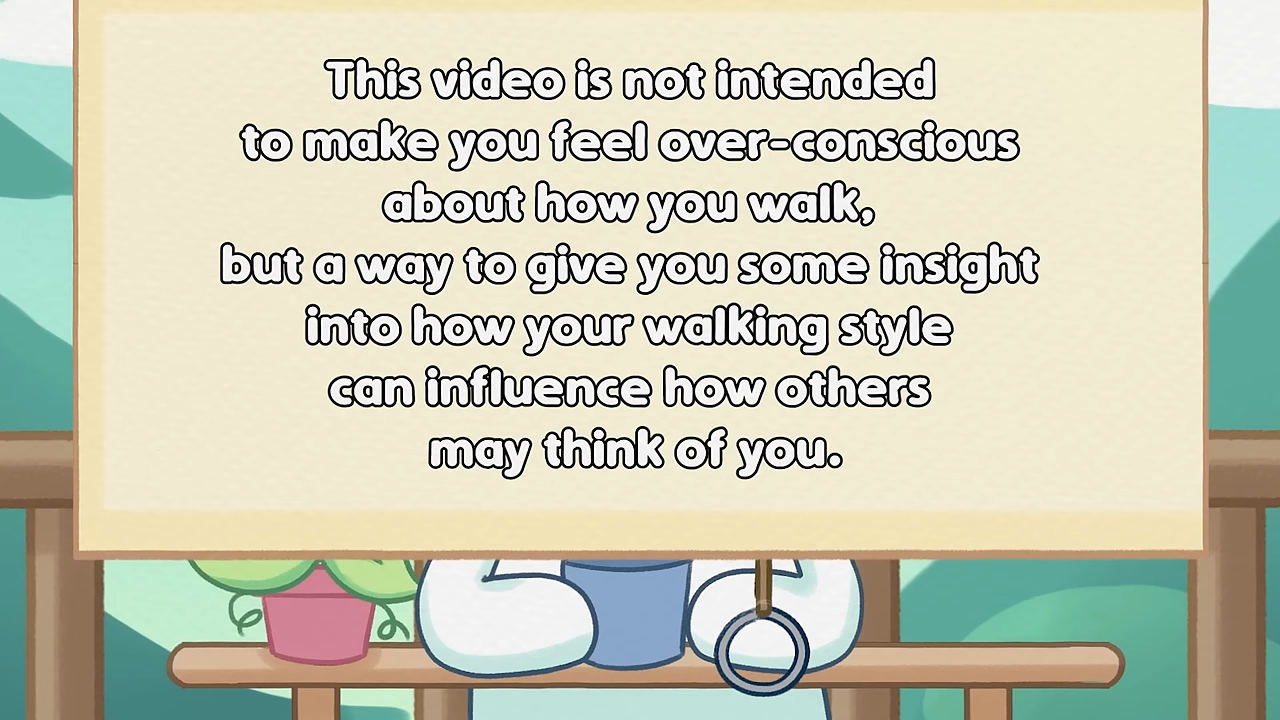 This video is not intended
to make you feel over-conscious
about how you walk,
but a way to give you some insight
into how your walking style
can influence how others
may think of you.